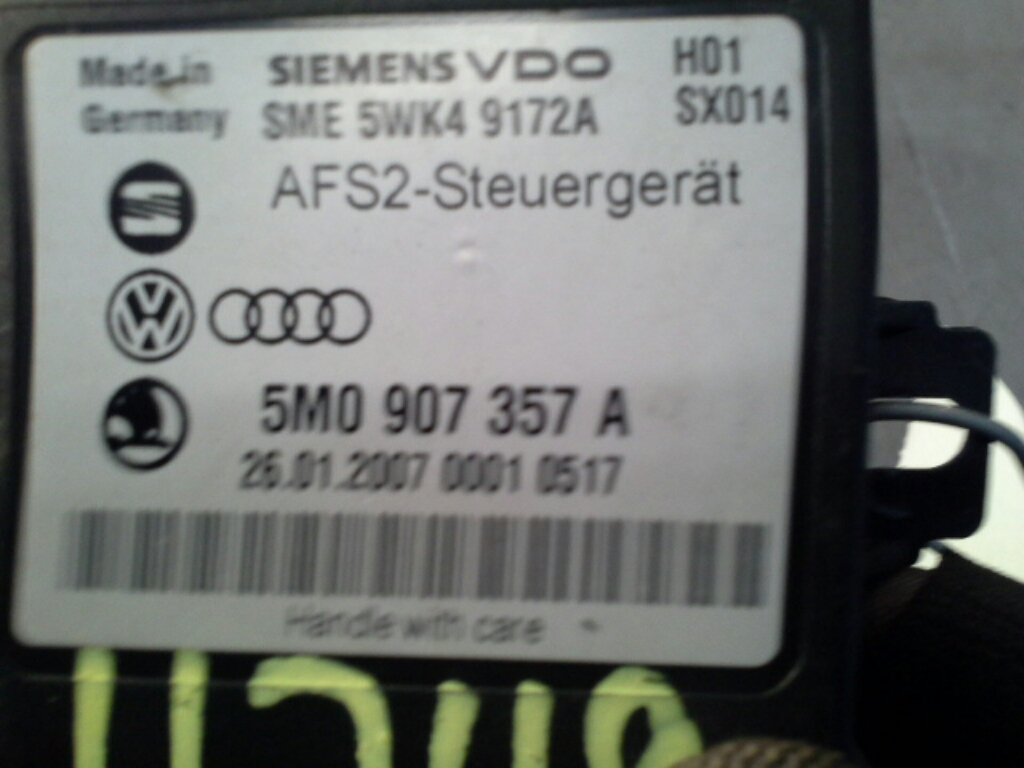 Made in SIEMENS VDO H01
Germany SME 5WK4 9172A SX014
AFS2-Steuergerät
5M0 907 357 A
26.01.2007 0001 0517
Handle with care